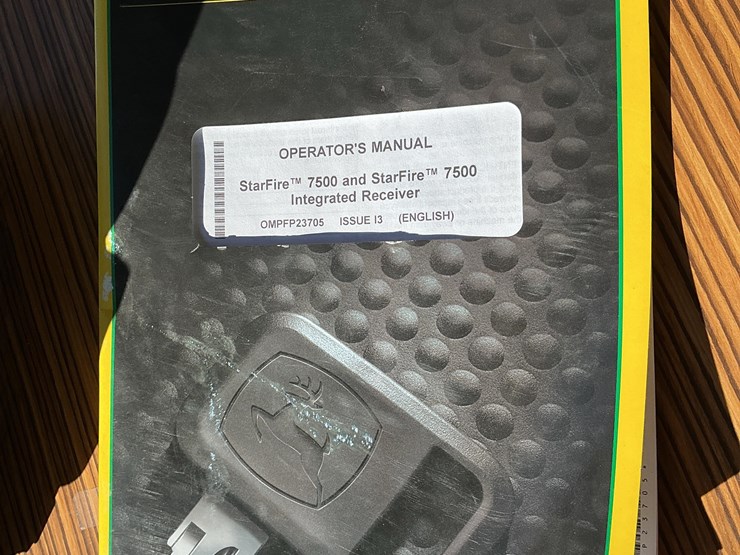 OPERATOR'S MANUAL
StarFire™ 7500 and StarFire™ 7500
Integrated Receiver
OMPFP23705 ISSUE I3 (ENGLISH)